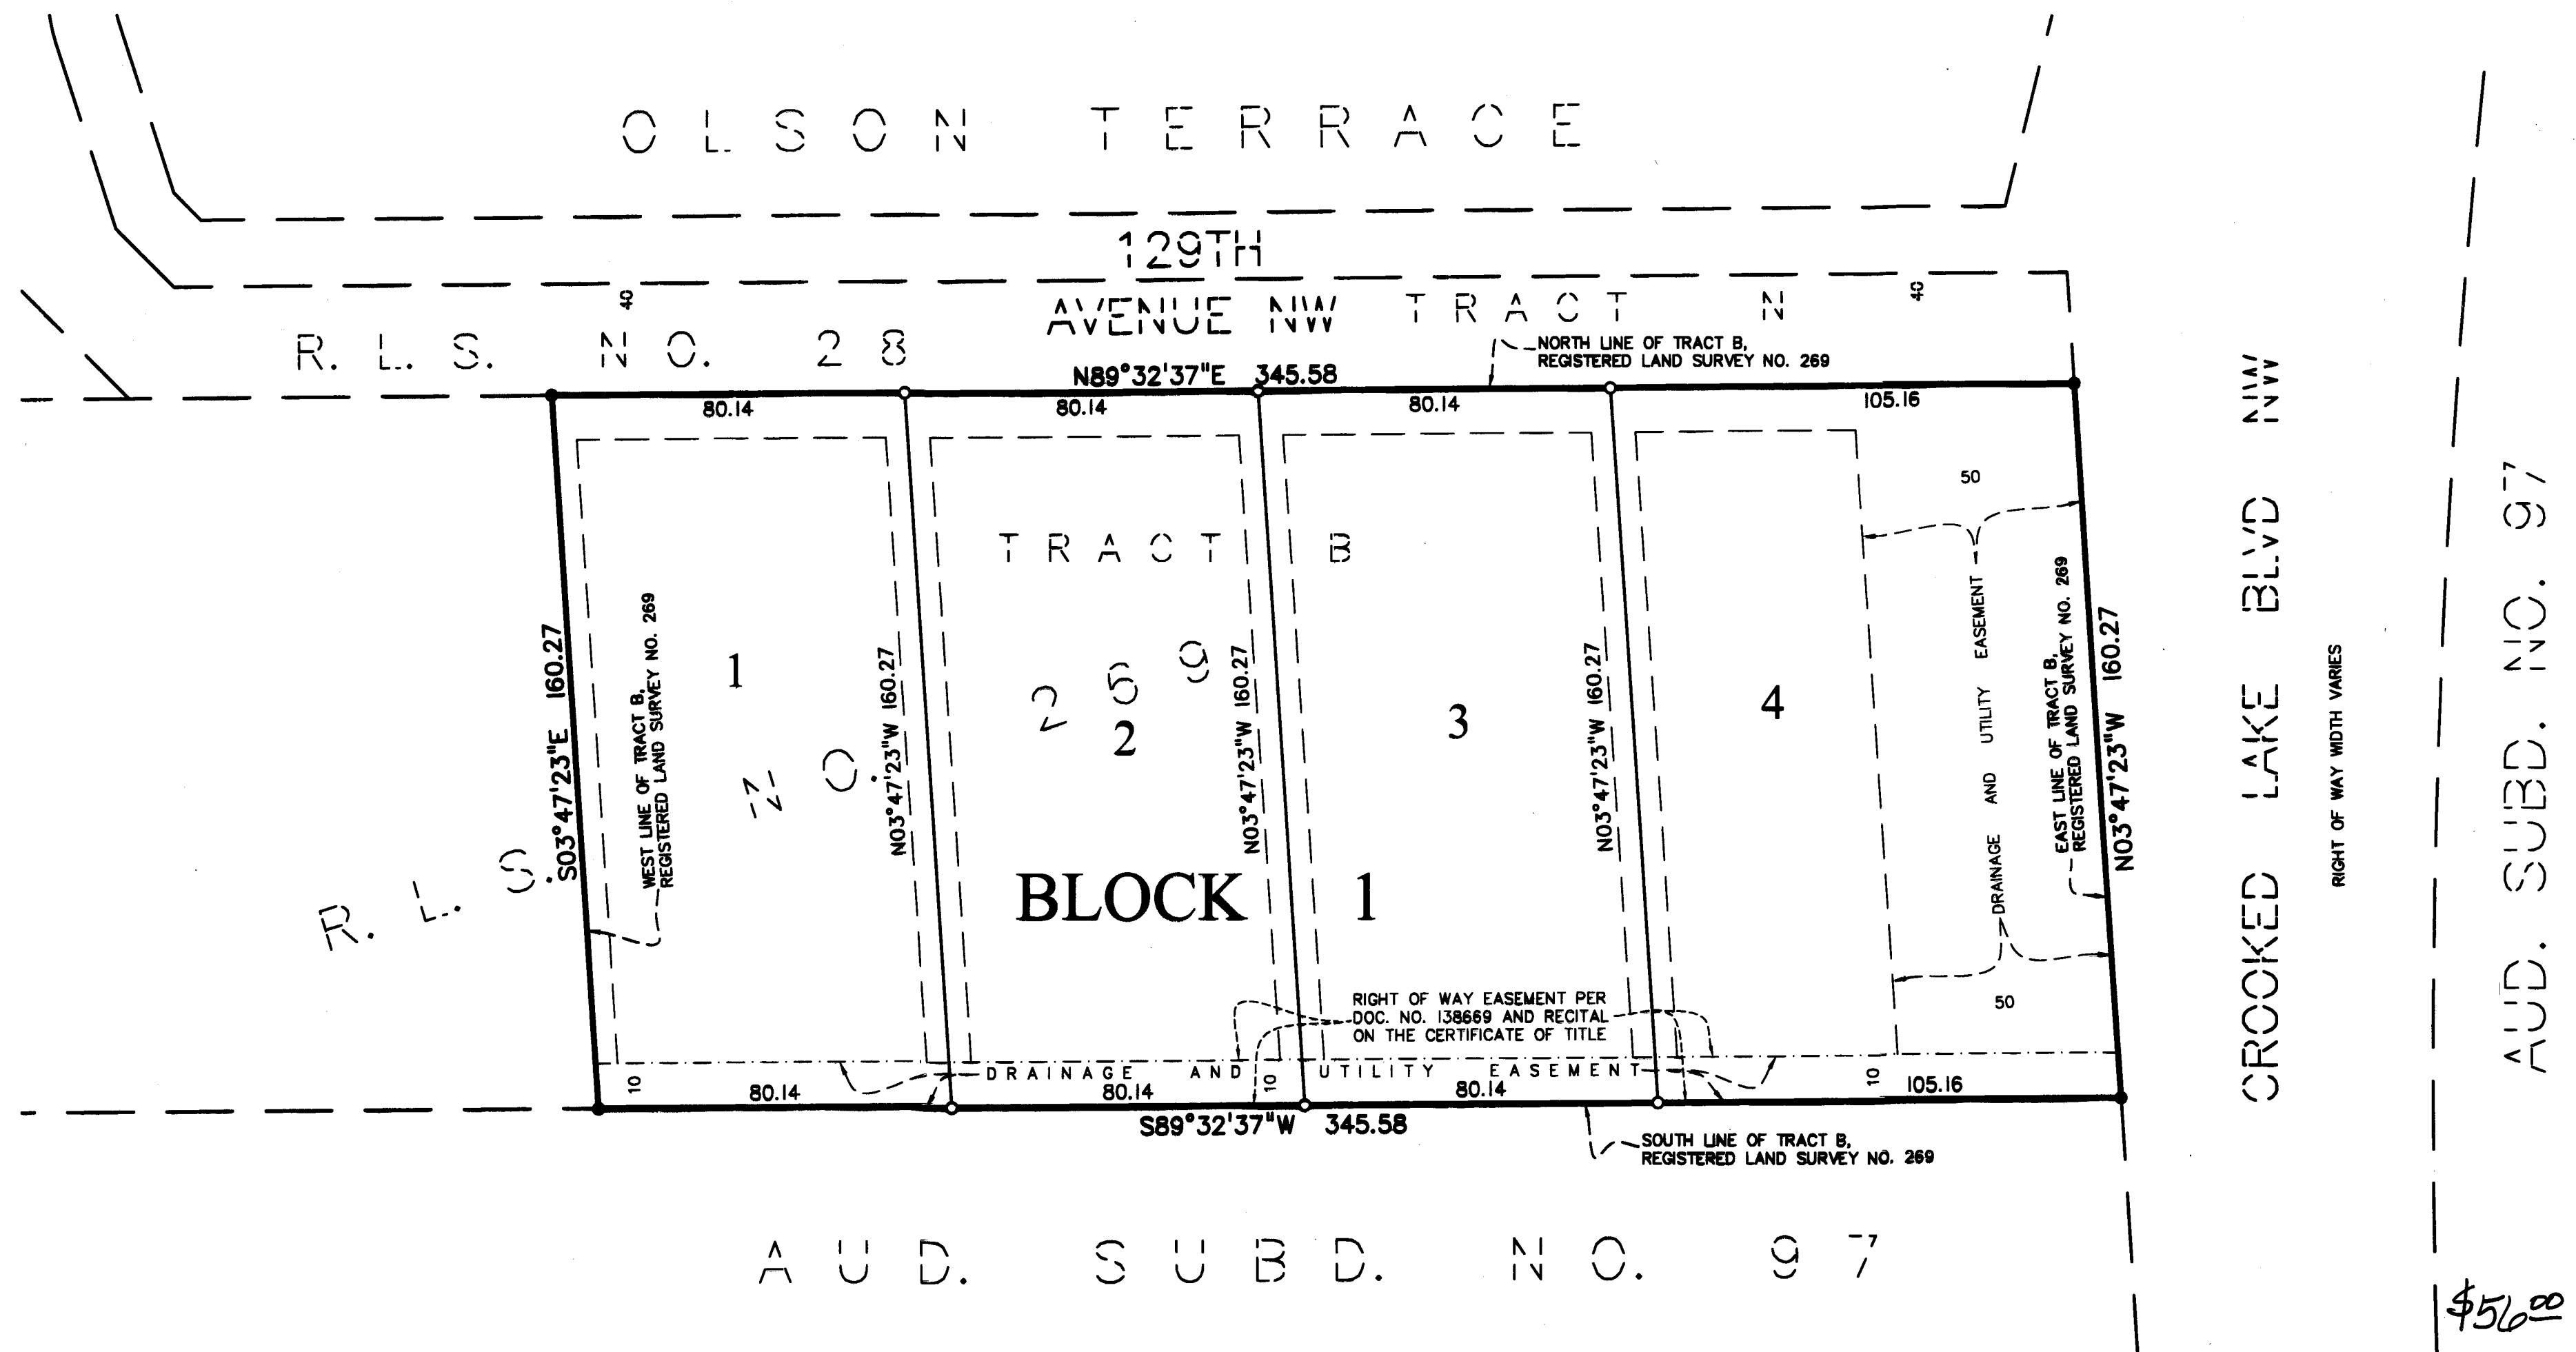 OLSON TERRACE
129TH
AVENUE NW
TRACT N
40
40
R. L. S. NO. 28
NORTH LINE OF TRACT B,
REGISTERED LAND SURVEY NO. 269
N89°32'37"E 345.58
80.14
80.14
80.14
105.16
50
TRACT B
S03°47'23"E 160.27
WEST LINE OF TRACT B,
REGISTERED LAND SURVEY NO. 269
1
N03°47'23"W 160.27
2
N03°47'23"W 160.27
3
N03°47'23"W 160.27
4
DRAINAGE AND UTILITY EASEMENT
EAST LINE OF TRACT B,
REGISTERED LAND SURVEY NO. 269
N03°47'23"W 160.27
R. L. S. NO. 269
BLOCK 1
RIGHT OF WAY EASEMENT PER
DOC. NO. 138669 AND RECITAL
ON THE CERTIFICATE OF TITLE
50
DRAINAGE AND UTILITY EASEMENT
10
10
10
80.14
80.14
80.14
105.16
S89°32'37"W 345.58
SOUTH LINE OF TRACT B,
REGISTERED LAND SURVEY NO. 269
AUD. SUBD. NO. 97
CROOKED LAKE BLVD NW
RIGHT OF WAY WIDTH VARIES
AUD. SUBD. NO. 97
$56.00